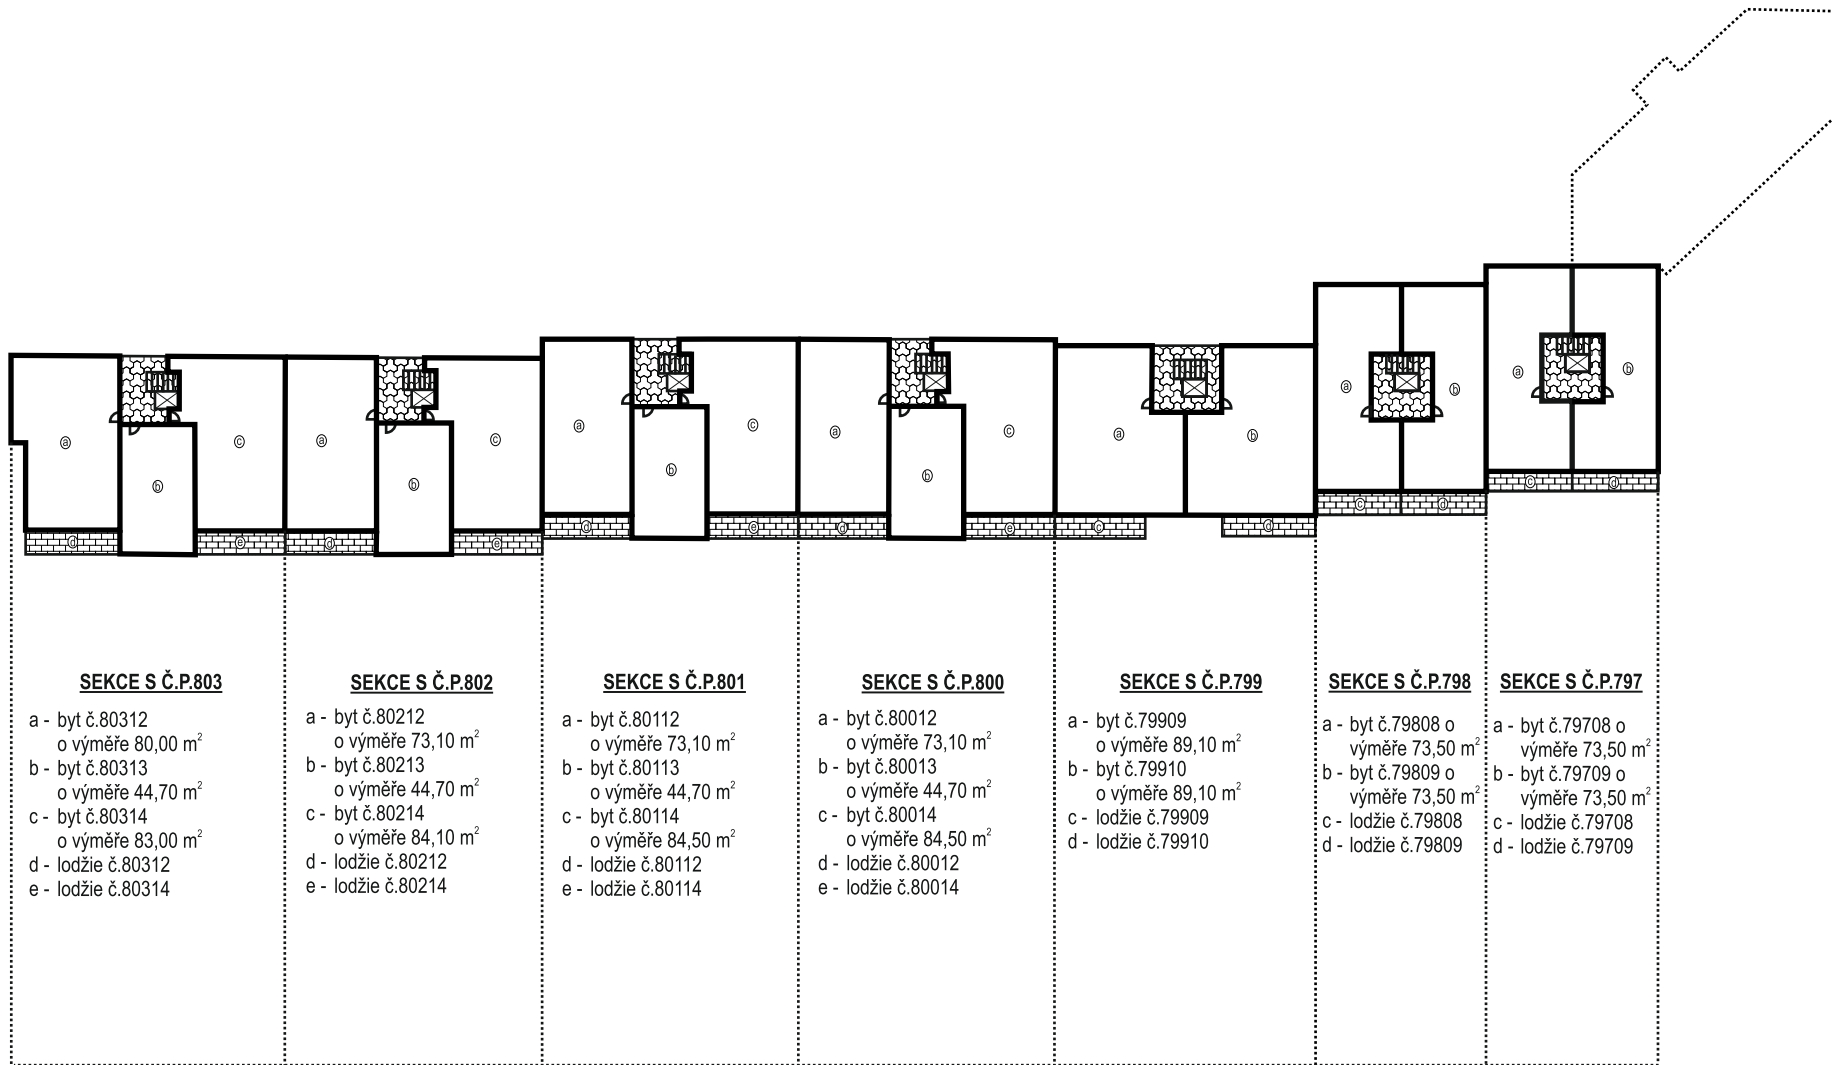 a
b
c
d
e
a
b
c
d
e
a
b
c
d
e
a
b
c
d
e
a
b
c
d
a
b
c
d
a
b
c
d
SEKCE S Č.P.803
a - byt č.80312
o výměře 80,00 m²
b - byt č.80313
o výměře 44,70 m²
c - byt č.80314
o výměře 83,00 m²
d - lodžie č.80312
e - lodžie č.80314
SEKCE S Č.P.802
a - byt č.80212
o výměře 73,10 m²
b - byt č.80213
o výměře 44,70 m²
c - byt č.80214
o výměře 84,10 m²
d - lodžie č.80212
e - lodžie č.80214
SEKCE S Č.P.801
a - byt č.80112
o výměře 73,10 m²
b - byt č.80113
o výměře 44,70 m²
c - byt č.80114
o výměře 84,50 m²
d - lodžie č.80112
e - lodžie č.80114
SEKCE S Č.P.800
a - byt č.80012
o výměře 73,10 m²
b - byt č.80013
o výměře 44,70 m²
c - byt č.80014
o výměře 84,50 m²
d - lodžie č.80012
e - lodžie č.80014
SEKCE S Č.P.799
a - byt č.79909
o výměře 89,10 m²
b - byt č.79910
o výměře 89,10 m²
c - lodžie č.79909
d - lodžie č.79910
SEKCE S Č.P.798
a - byt č.79808 o
výměře 73,50 m²
b - byt č.79809 o
výměře 73,50 m²
c - lodžie č.79808
d - lodžie č.79809
SEKCE S Č.P.797
a - byt č.79708 o
výměře 73,50 m²
b - byt č.79709 o
výměře 73,50 m²
c - lodžie č.79708
d - lodžie č.79709